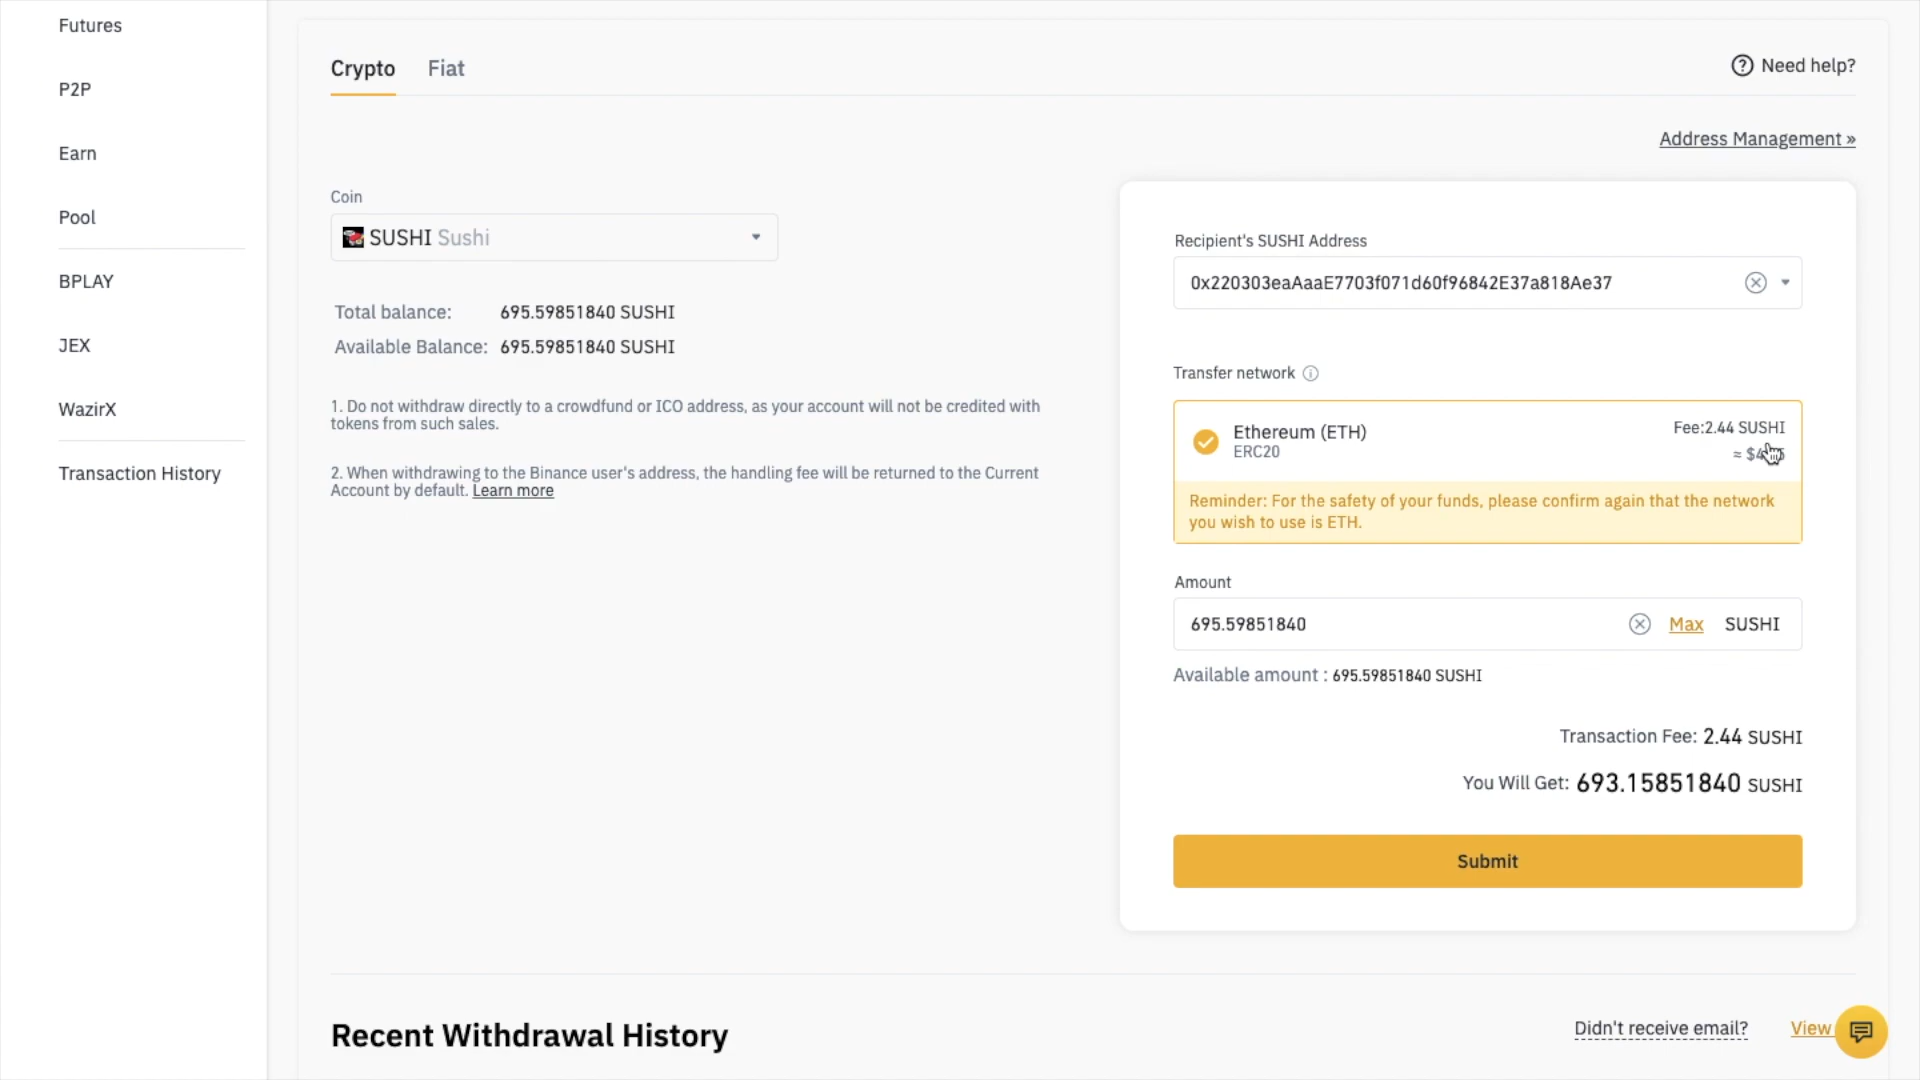 Futures
P2P
Earn
Pool
BPLAY
JEX
WazirX
Transaction History
Crypto
Fiat
Need help?
Address Management »
Coin
SUSHI Sushi
Total balance: 695.59851840 SUSHI
Available Balance: 695.59851840 SUSHI
1. Do not withdraw directly to a crowdfund or ICO address, as your account will not be credited with
tokens from such sales.
2. When withdrawing to the Binance user's address, the handling fee will be returned to the Current
Account by default. Learn more
Recipient's SUSHI Address
0x220303eaAaaE7703f071d60f96842E37a818Ae37
Transfer network
Ethereum (ETH)
ERC20
Fee:2.44 SUSHI
Reminder: For the safety of your funds, please confirm again that the network
you wish to use is ETH.
Amount
695.59851840
Max
SUSHI
Available amount : 695.59851840 SUSHI
Transaction Fee: 2.44 SUSHI
You Will Get: 693.15851840 SUSHI
Submit
Recent Withdrawal History
Didn't receive email?
View